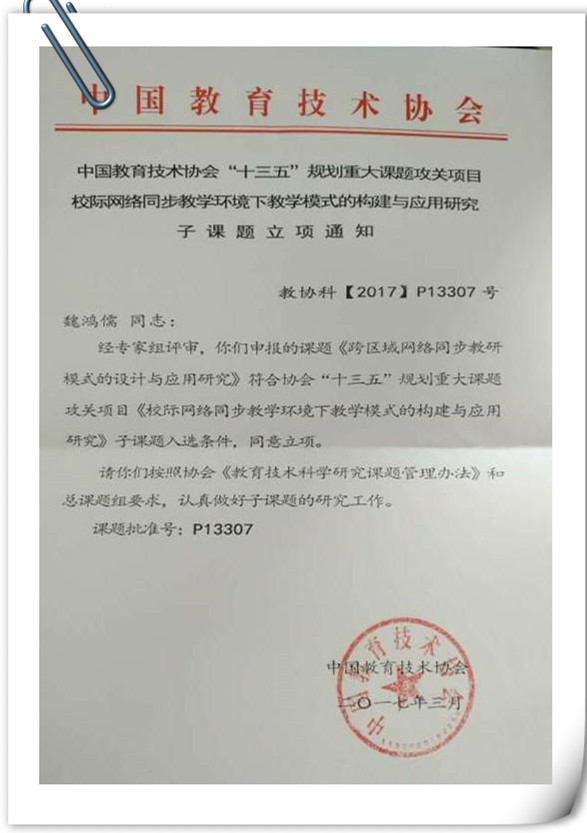 中国教育技术协会
中国教育技术协会“十三五”规划重大课题攻关项目
校际网络同步教学环境下教学模式的构建与应用研究
子课题立项通知
教协科【2017】P13307号
魏鸿儒 同志：
经专家组评审，你们申报的课题《跨区域网络同步教研
模式的设计与应用研究》符合协会“十三五”规划重大课题
攻关项目《校际网络同步教学环境下教学模式的构建与应用
研究》子课题入选条件，同意立项。
请你们按照协会《教育技术科学研究课题管理办法》和
总课题组要求，认真做好子课题的研究工作。
课题批准号：P13307
中国教育技术协会
中国教育技术协会
二〇一七年三月